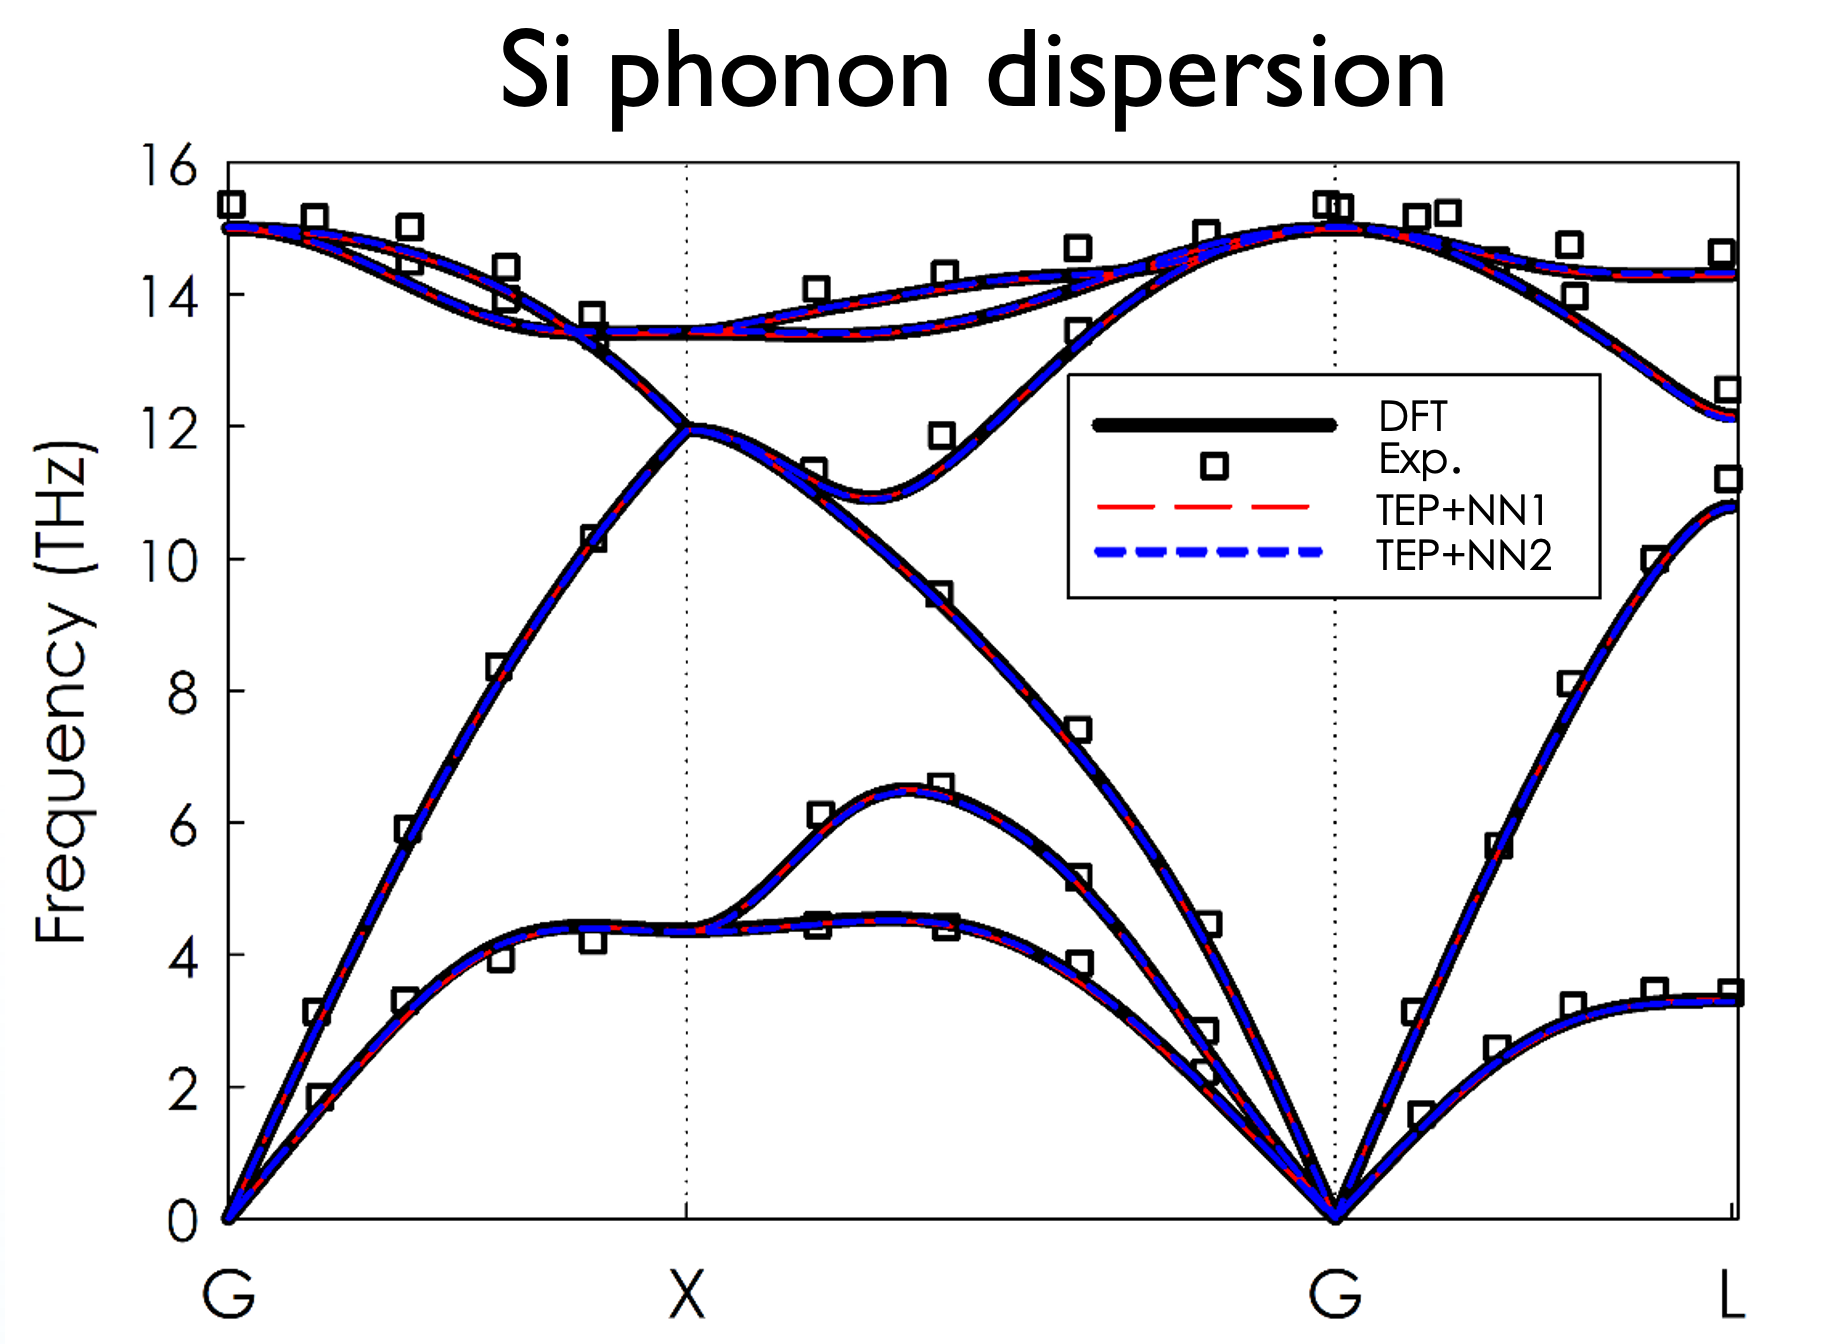 Si phonon dispersion
16
14
12
10
8
6
4
2
0
Frequency (THz)
DFT
Exp.
TEP+NN1
TEP+NN2
G X G L